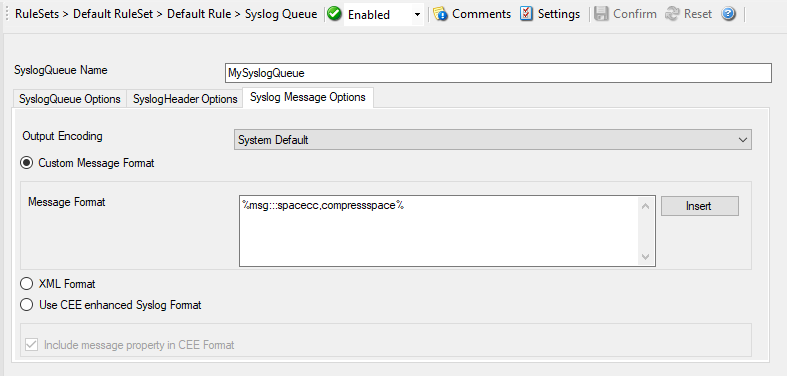 RuleSets > Default RuleSet > Default Rule > Syslog Queue Enabled Comments Settings Confirm Reset
SyslogQueue Name MySyslogQueue
SyslogQueue Options SyslogHeader Options Syslog Message Options
Output Encoding System Default
Custom Message Format
Message Format %msg:::spacecc,compressspace% Insert
XML Format
Use CEE enhanced Syslog Format
Include message property in CEE Format